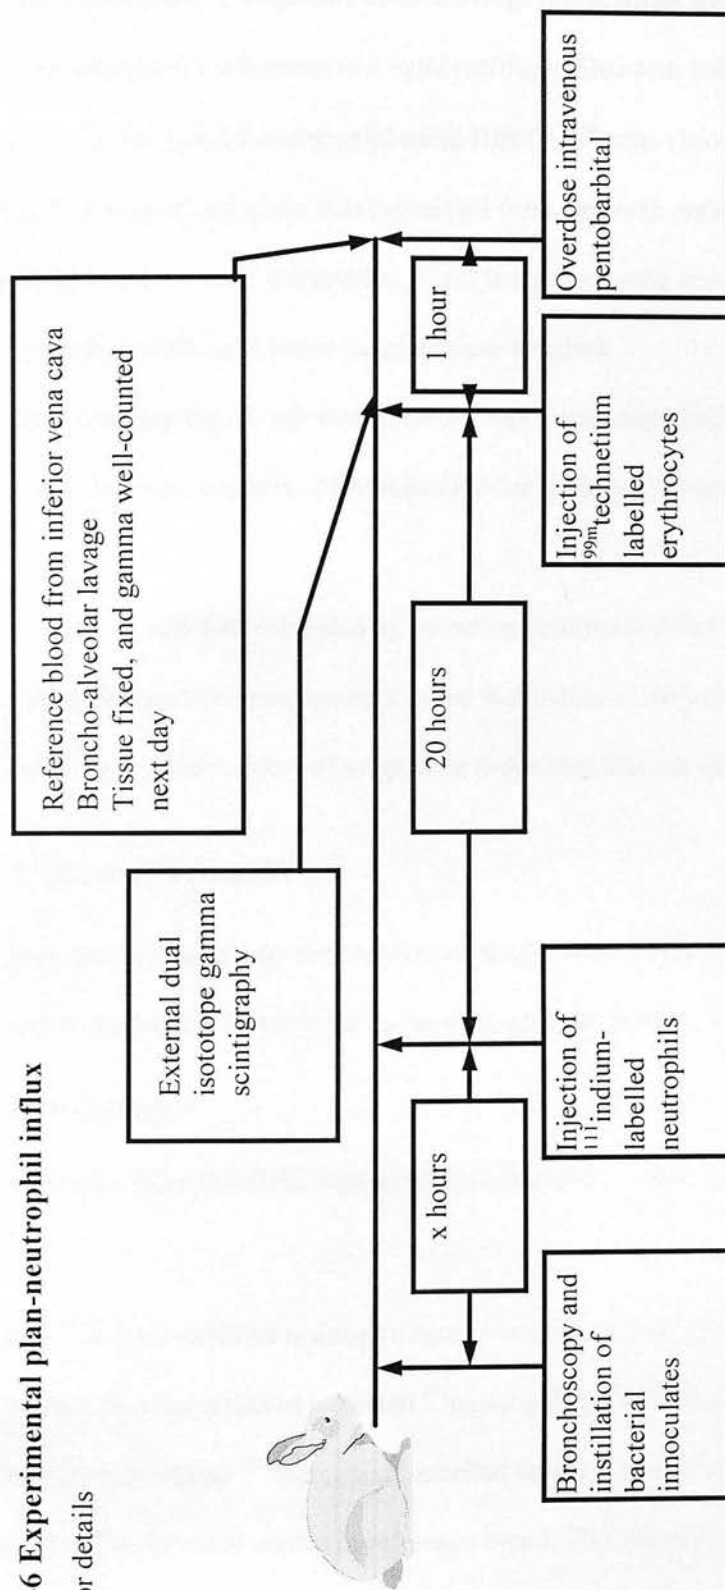 6 Experimental plan-neutrophil influx
or details
Reference blood from inferior vena cava
Broncho-alveolar lavage
Tissue fixed, and gamma well-counted
next day
External dual
isototope gamma
scintigraphy
x hours
20 hours
1 hour
Bronchoscopy and
instillation of
bacterial
innoculates
Injection of
111indium-
labelled
neutrophils
Injection of
99mtechnetium
labelled
erythrocytes
Overdose intravenous
pentobarbital